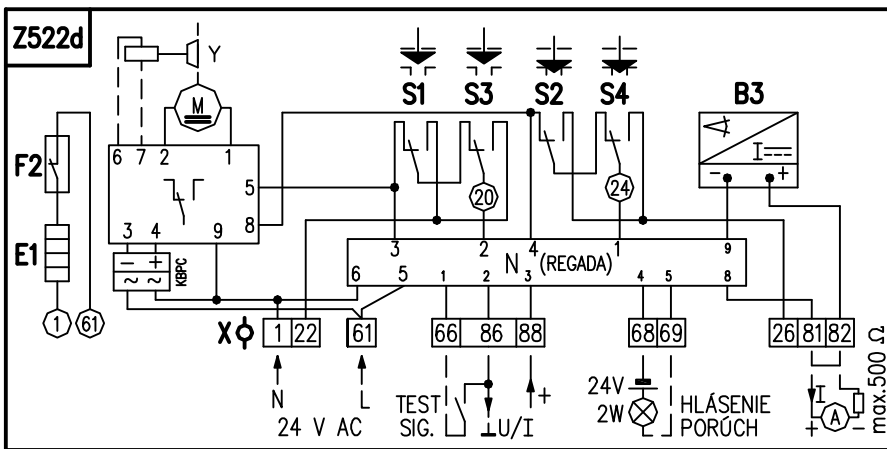 Z522d
Y
S1 S3 S2 S4 B3
M
6 7 2 1
F2
5
I
20
24
- +
8
3 4 9
E1
- +
~ ~
KBPC
3 2 4 1 9
N (REGADA)
6 5 1 2 3 4 5 8
1 61
X 1 22 61 66 86 88 68 69 26 81 82
N L
24 V AC
TEST
SIG.
U/I
+
24V
2W
HLÁSENIE
PORÚCH
I
A
+ -
max.500 Ω